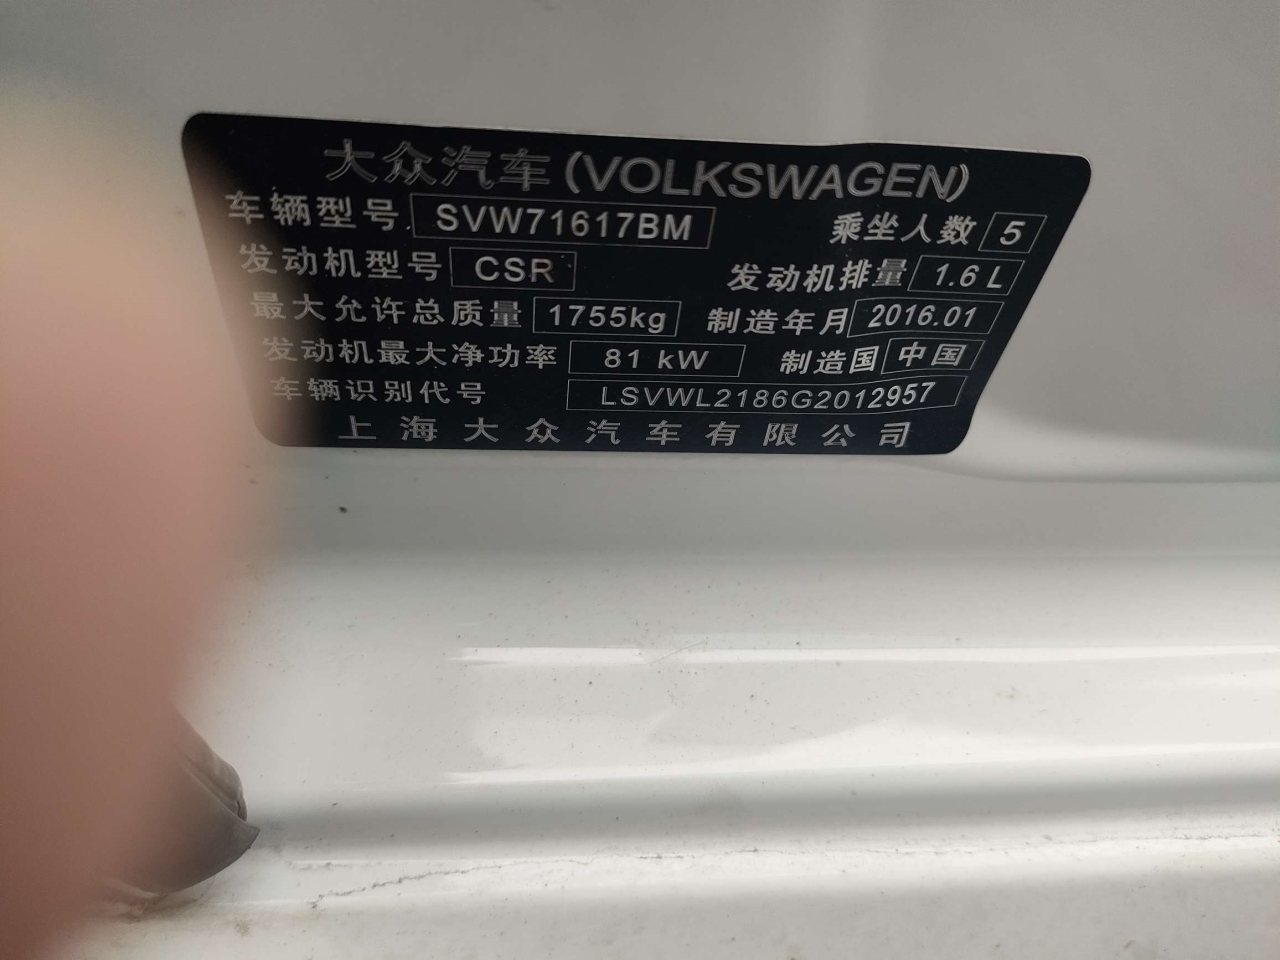 大众汽车(VOLKSWAGEN)
车辆型号 SVW71617BM 乘坐人数 5
发动机型号 CSR 发动机排量 1.6 L
最大允许总质量 1755kg 制造年月 2016.01
发动机最大净功率 81 kW 制造国 中国
车辆识别代号 LSVWL2186G2012957
上海大众汽车有限公司